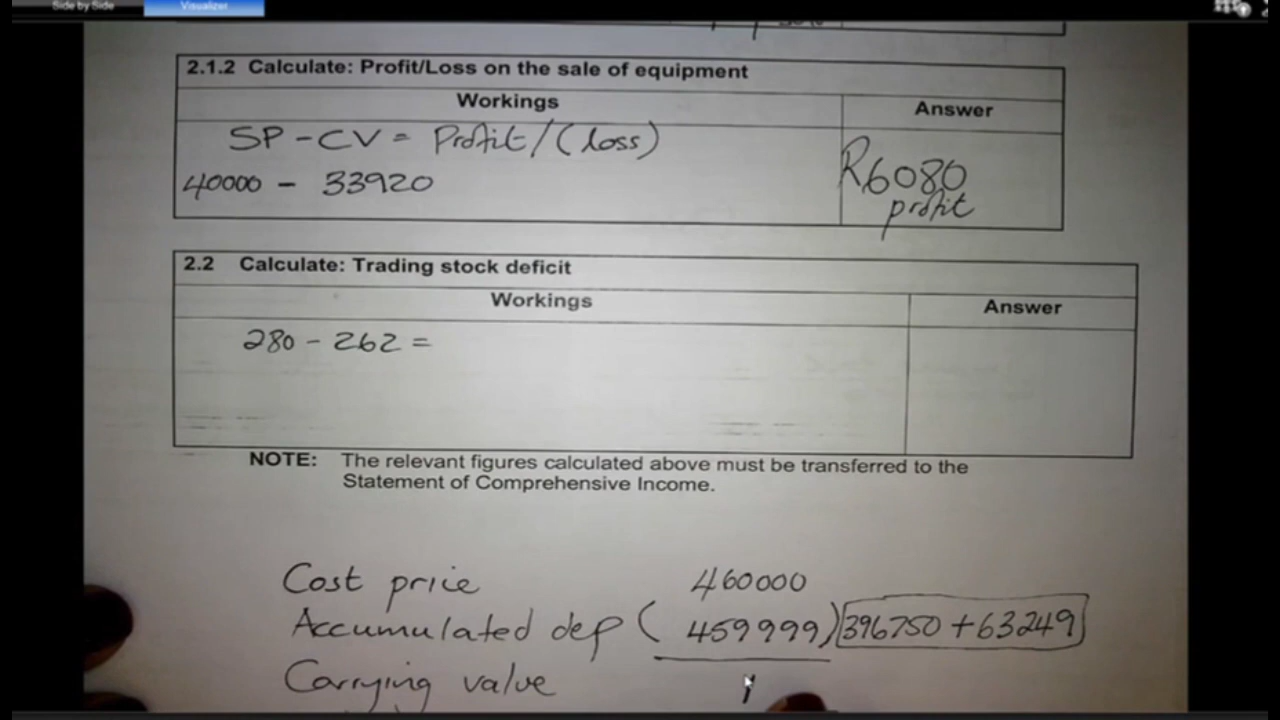 Side by Side
Visualizer
2.1.2 Calculate: Profit/Loss on the sale of equipment
Workings
Answer
SP - CV = Profit/(loss)
40000 - 33920
R6080
profit
2.2 Calculate: Trading stock deficit
Workings
Answer
280 - 262 =
NOTE: The relevant figures calculated above must be transferred to the
Statement of Comprehensive Income.
Cost price 460000
Accumulated dep (459999) 396750 + 63249
Carrying value 1